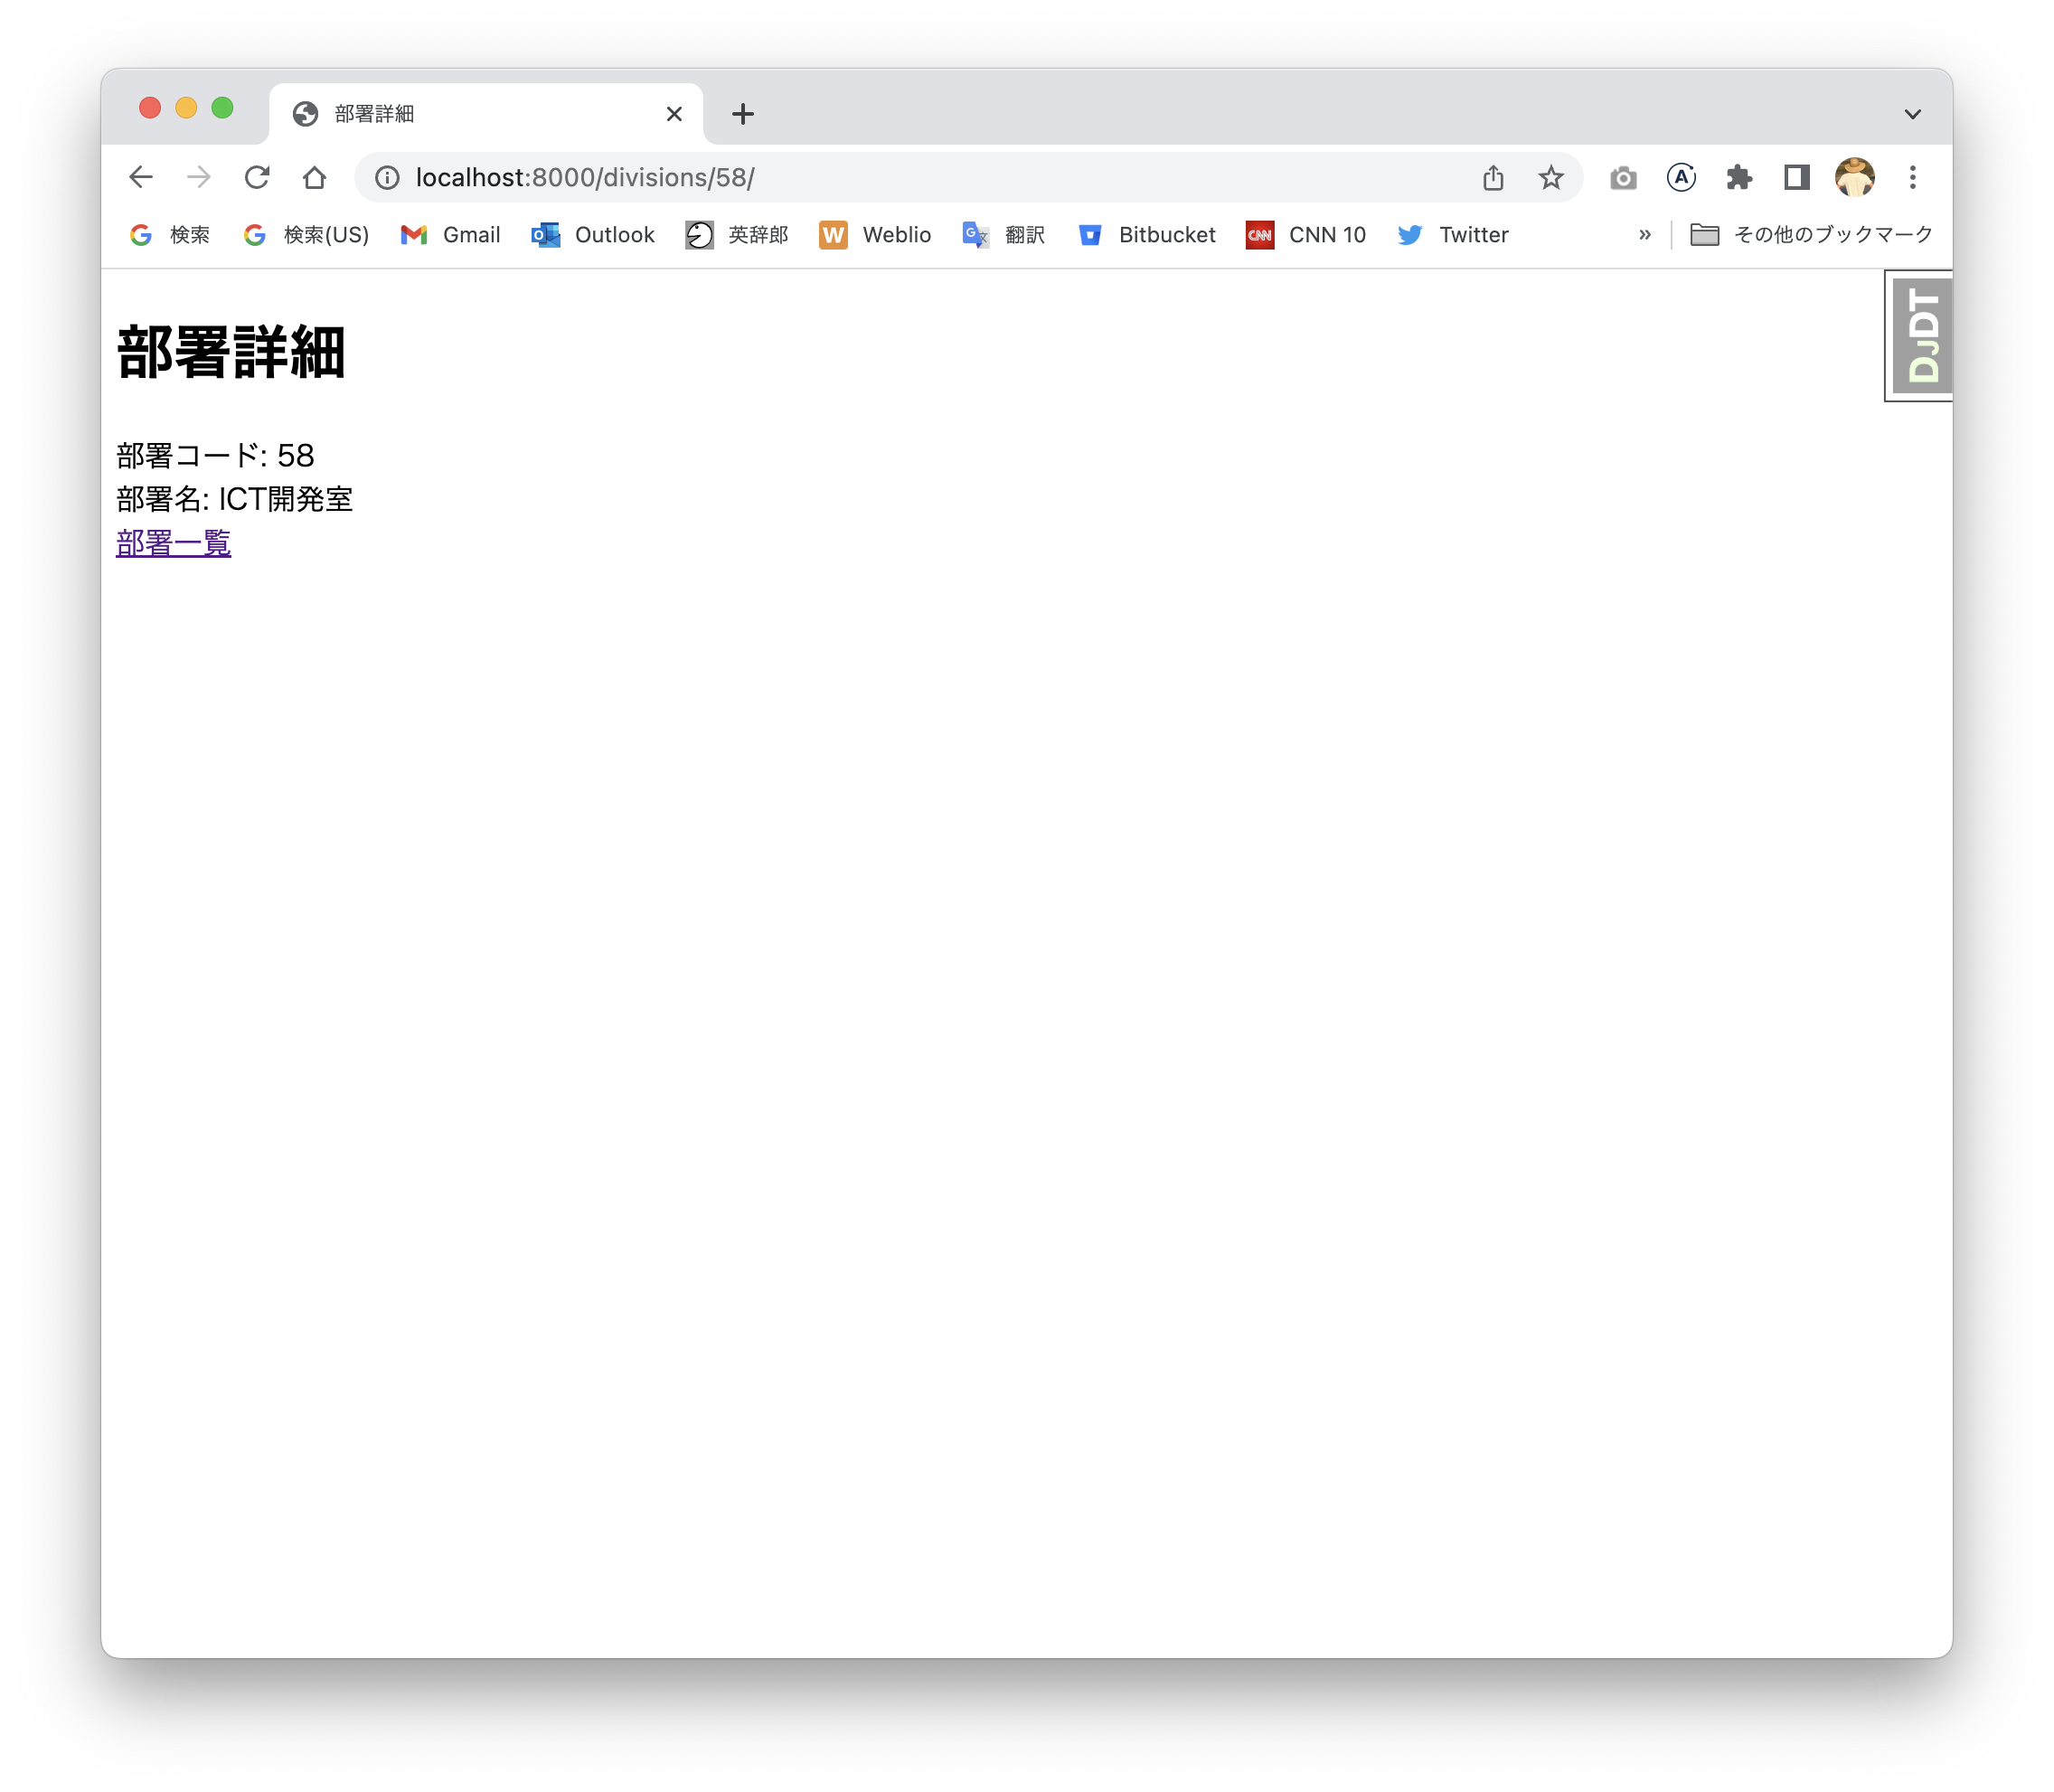 部署詳細
localhost:8000/divisions/58/
検索 検索(US) Gmail Outlook 英辞郎 Weblio 翻訳 Bitbucket CNN 10 Twitter » その他のブックマーク
DJDT
部署詳細
部署コード: 58
部署名: ICT開発室
部署一覧